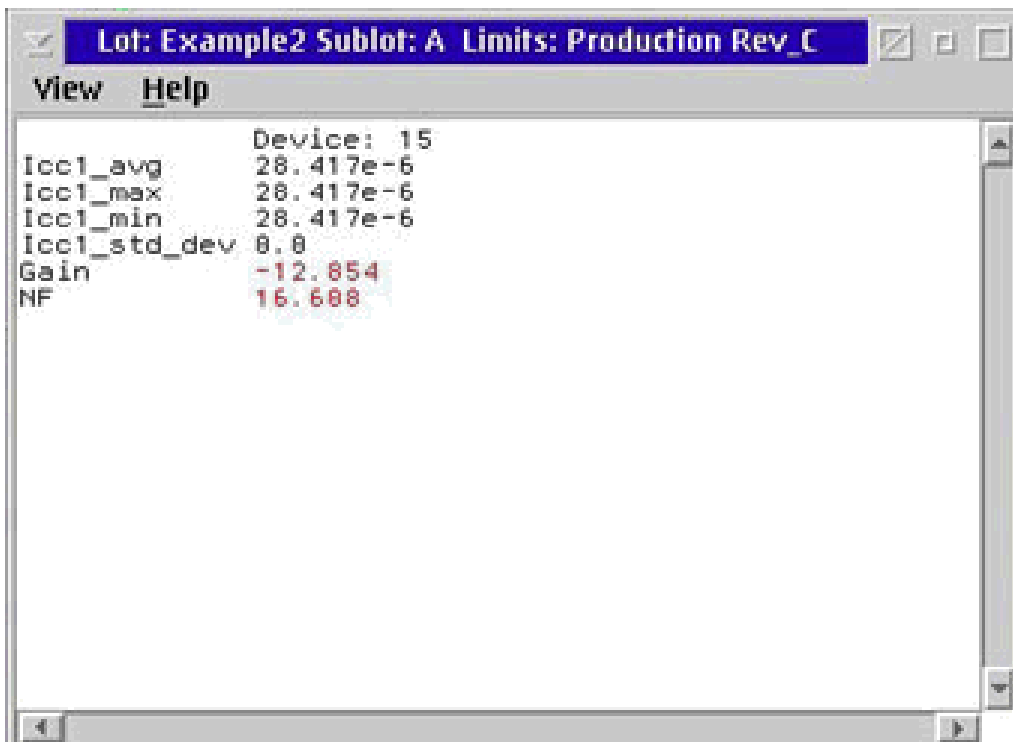 Lot: Example2 Sublot: A Limits: Production Rev_C
View Help
Device: 15
Icc1_avg 28.417e-6
Icc1_max 28.417e-6
Icc1_min 28.417e-6
Icc1_std_dev 0.0
Gain -12.854
NF 16.688